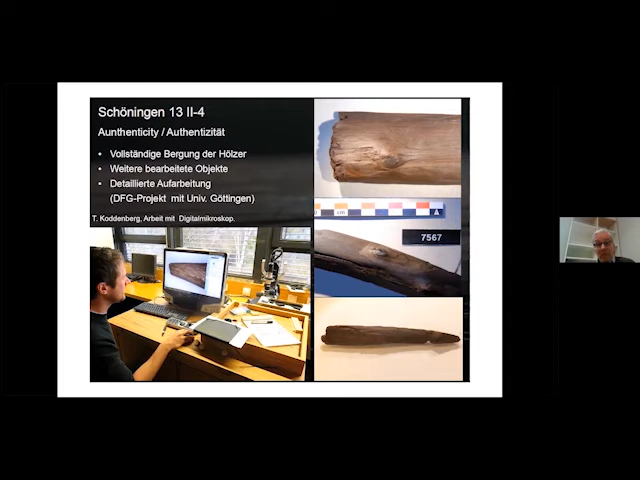 Schöningen 13 II-4
Aunthenticity / Authentizität
• Vollständige Bergung der Hölzer
• Weitere bearbeitete Objekte
• Detaillierte Aufarbeitung
(DFG-Projekt mit Univ. Göttingen)
T. Koddenberg, Arbeit mit Digitalmikroskop.
cm
7567